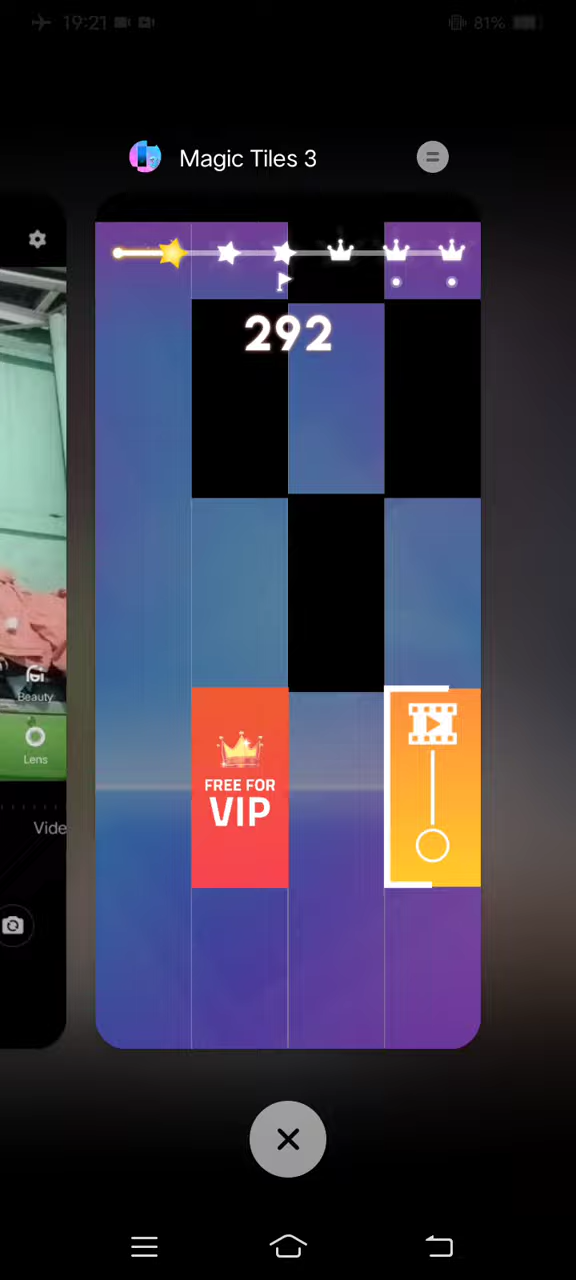 19:21
81%
Magic Tiles 3
292
FREE FOR
VIP
Beauty
Lens
Vide